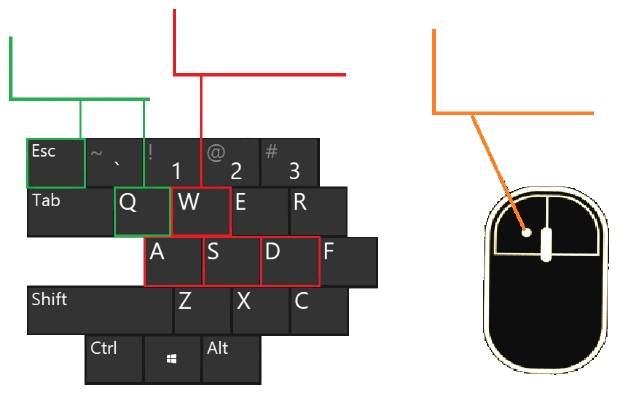 Esc ~ ` ! 1 @ 2 # 3
Tab Q W E R
A S D F
Shift Z X C
Ctrl Alt